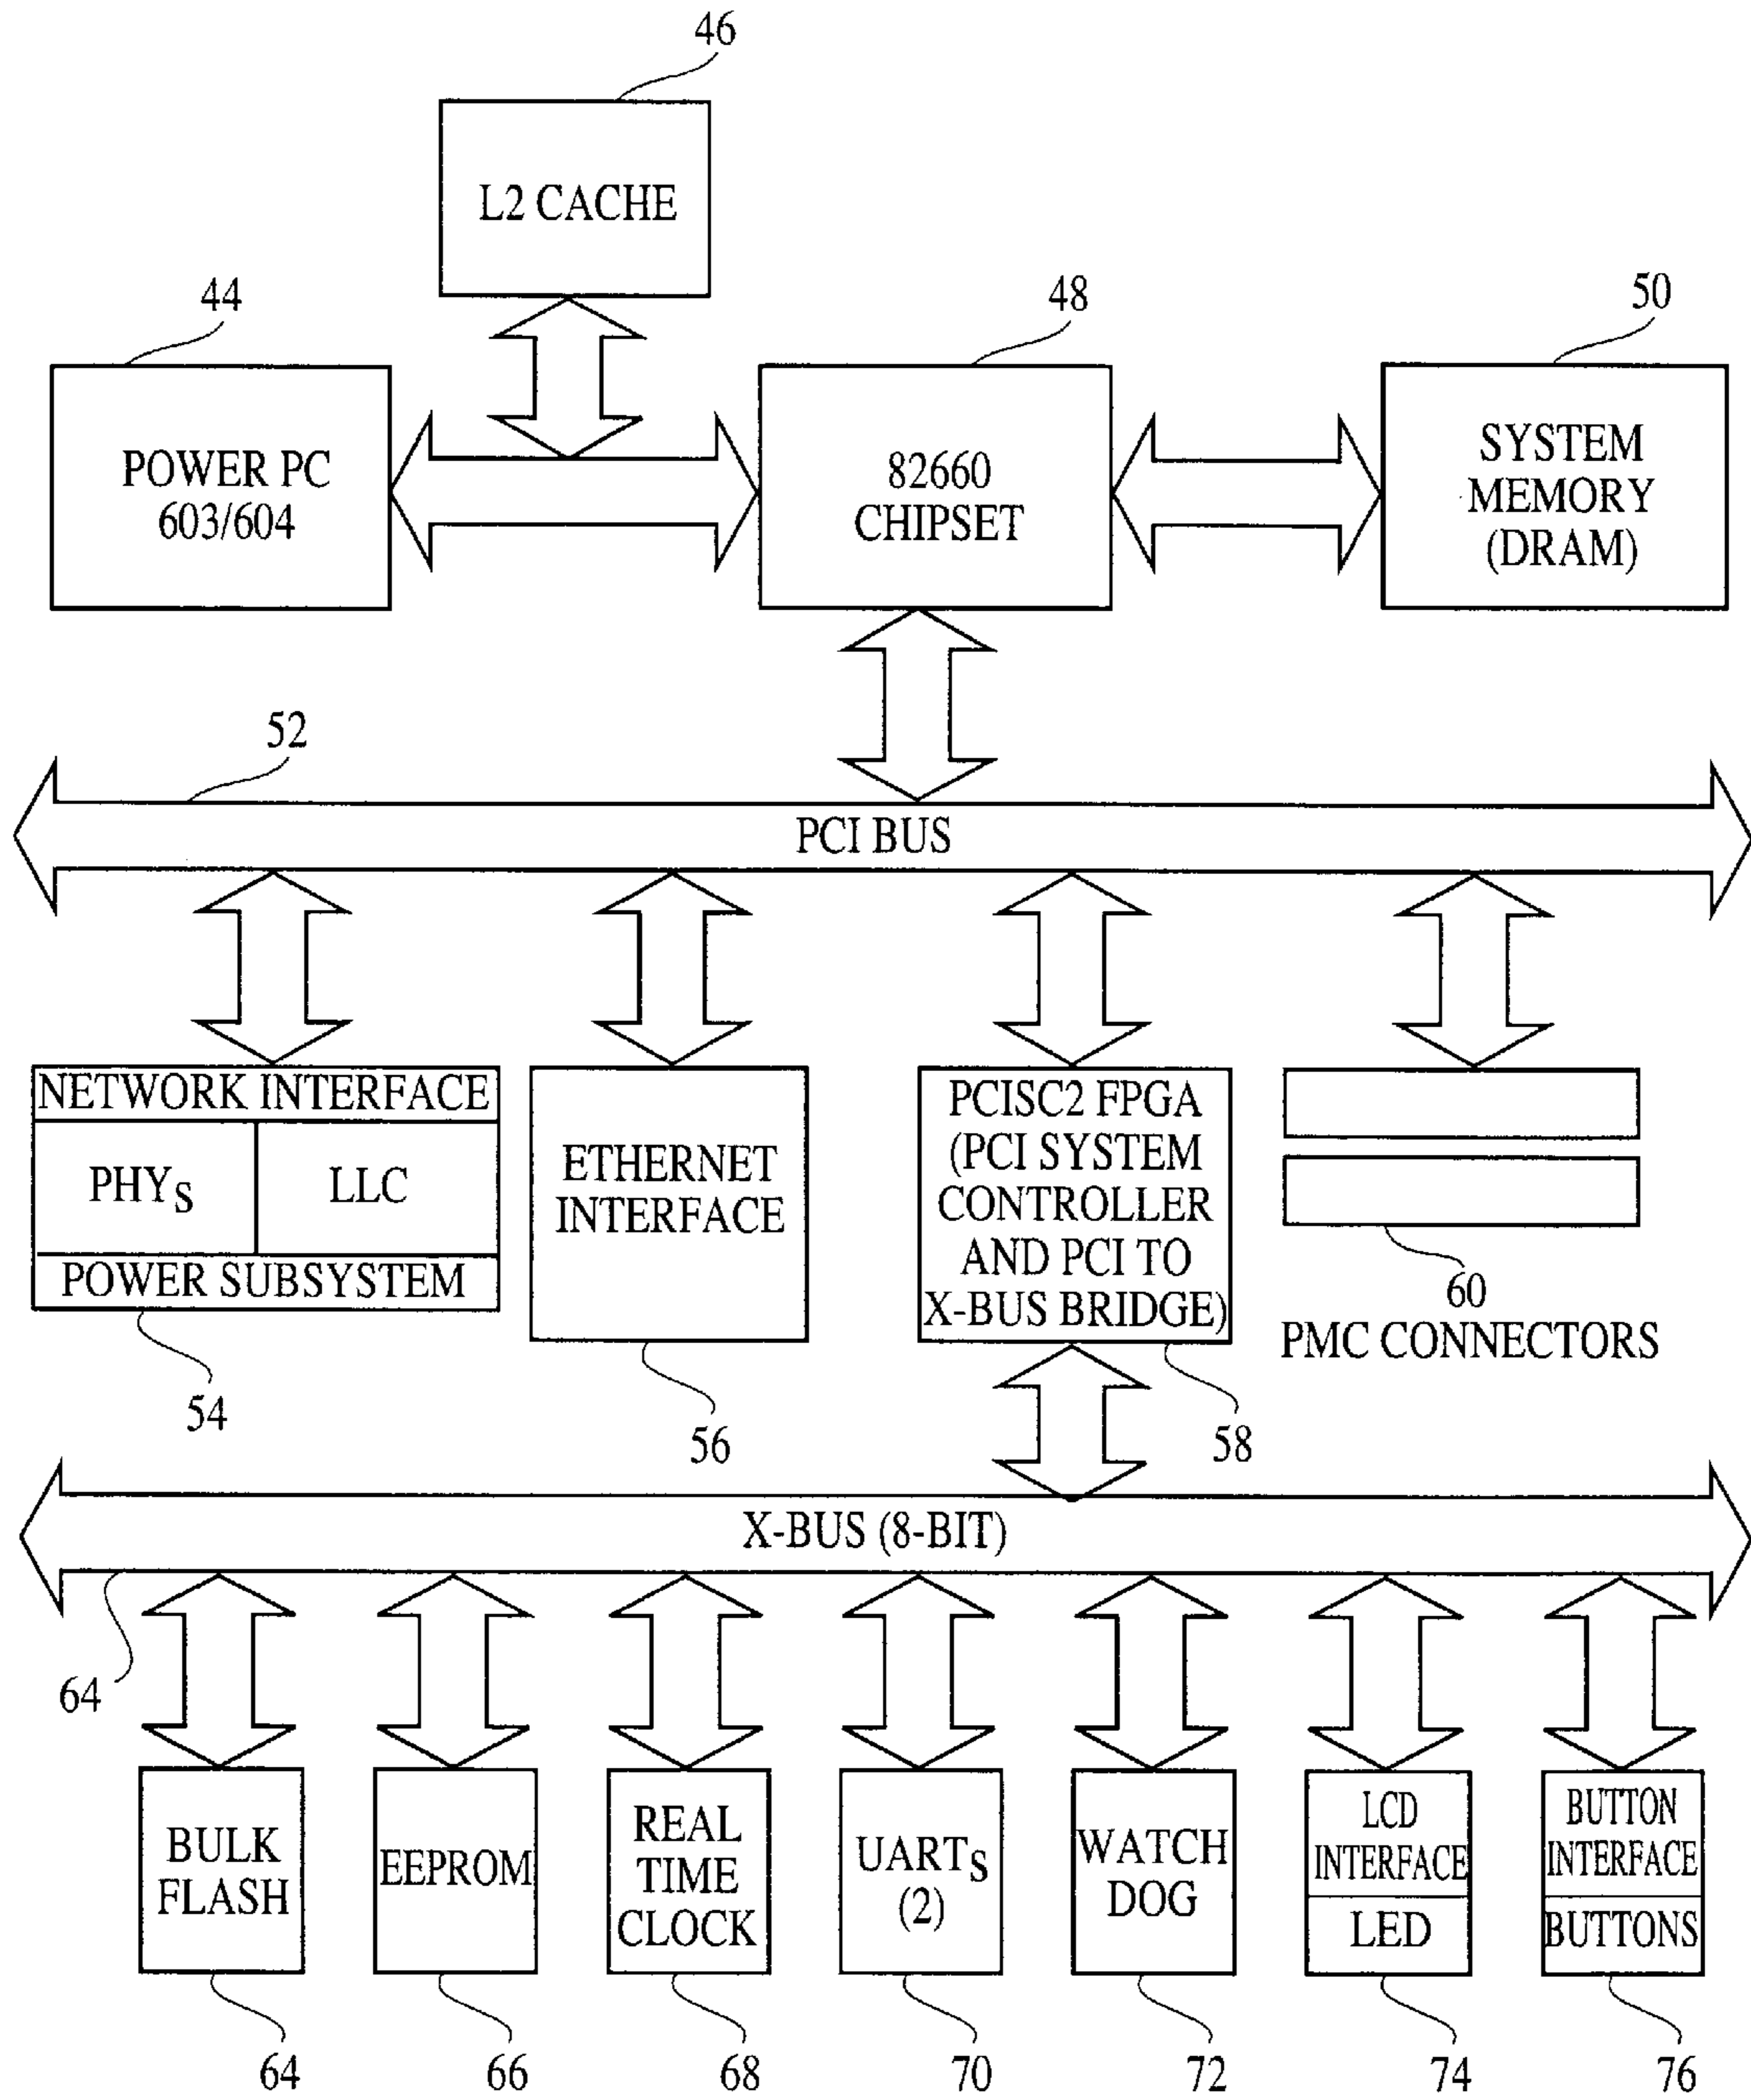 46
L2 CACHE
44
48
50
POWER PC
603/604
82660
CHIPSET
SYSTEM
MEMORY
(DRAM)
52
PCI BUS
NETWORK INTERFACE
PHYS
LLC
POWER SUBSYSTEM
54
ETHERNET
INTERFACE
56
PCISC2 FPGA
(PCI SYSTEM
CONTROLLER
AND PCI TO
X-BUS BRIDGE)
58
60
PMC CONNECTORS
X-BUS (8-BIT)
64
BULK
FLASH
EEPROM
REAL
TIME
CLOCK
UARTS
(2)
WATCH
DOG
LCD
INTERFACE
LED
BUTTON
INTERFACE
BUTTONS
64
66
68
70
72
74
76